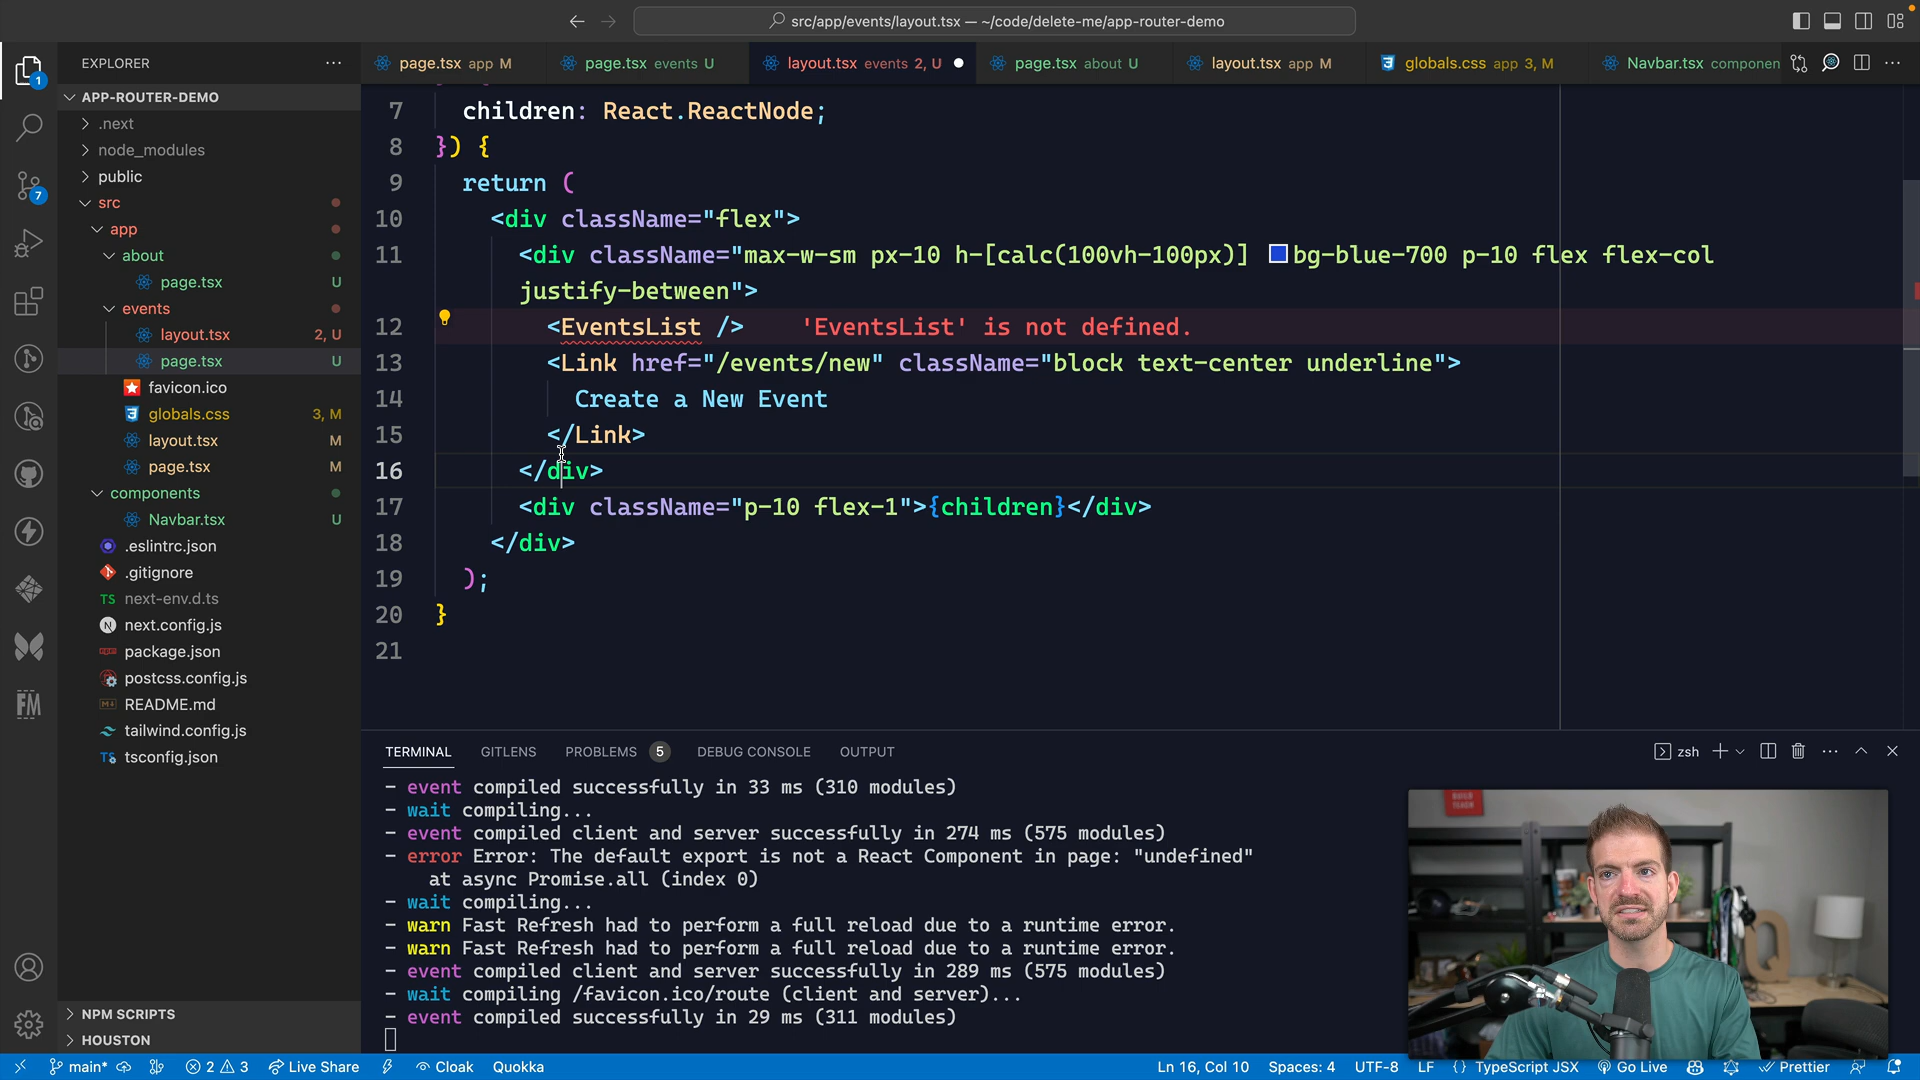 src/app/events/layout.tsx — ~/code/delete-me/app-router-demo
EXPLORER
page.tsx app M
page.tsx events U
layout.tsx events 2, U
page.tsx about U
layout.tsx app M
globals.css app 3, M
Navbar.tsx componen
1
7
APP-ROUTER-DEMO
.next
node_modules
public
src
app
about
page.tsx U
events
layout.tsx 2, U
page.tsx U
favicon.ico
globals.css 3, M
layout.tsx M
page.tsx M
components
Navbar.tsx U
.eslintrc.json
.gitignore
TS next-env.d.ts
N next.config.js
package.json
postcss.config.js
README.md
tailwind.config.js
TS tsconfig.json
NPM SCRIPTS
HOUSTON
FM
7 children: React.ReactNode;
8 }) {
9 return (
10 <div className="flex">
11 <div className="max-w-sm px-10 h-[calc(100vh-100px)] bg-blue-700 p-10 flex flex-col
justify-between">
12 <EventsList /> 'EventsList' is not defined.
13 <Link href="/events/new" className="block text-center underline">
14 Create a New Event
15 </Link>
16 </div>
17 <div className="p-10 flex-1">{children}</div>
18 </div>
19 );
20 }
21
TERMINAL GITLENS PROBLEMS 5 DEBUG CONSOLE OUTPUT
zsh
- event compiled successfully in 33 ms (310 modules)
- wait compiling...
- event compiled client and server successfully in 274 ms (575 modules)
- error Error: The default export is not a React Component in page: "undefined"
at async Promise.all (index 0)
- wait compiling...
- warn Fast Refresh had to perform a full reload due to a runtime error.
- warn Fast Refresh had to perform a full reload due to a runtime error.
- event compiled client and server successfully in 289 ms (575 modules)
- wait compiling /favicon.ico/route (client and server)...
- event compiled successfully in 29 ms (311 modules)
main* 2 3 Live Share Cloak Quokka
Ln 16, Col 10 Spaces: 4 UTF-8 LF {} TypeScript JSX Go Live Prettier